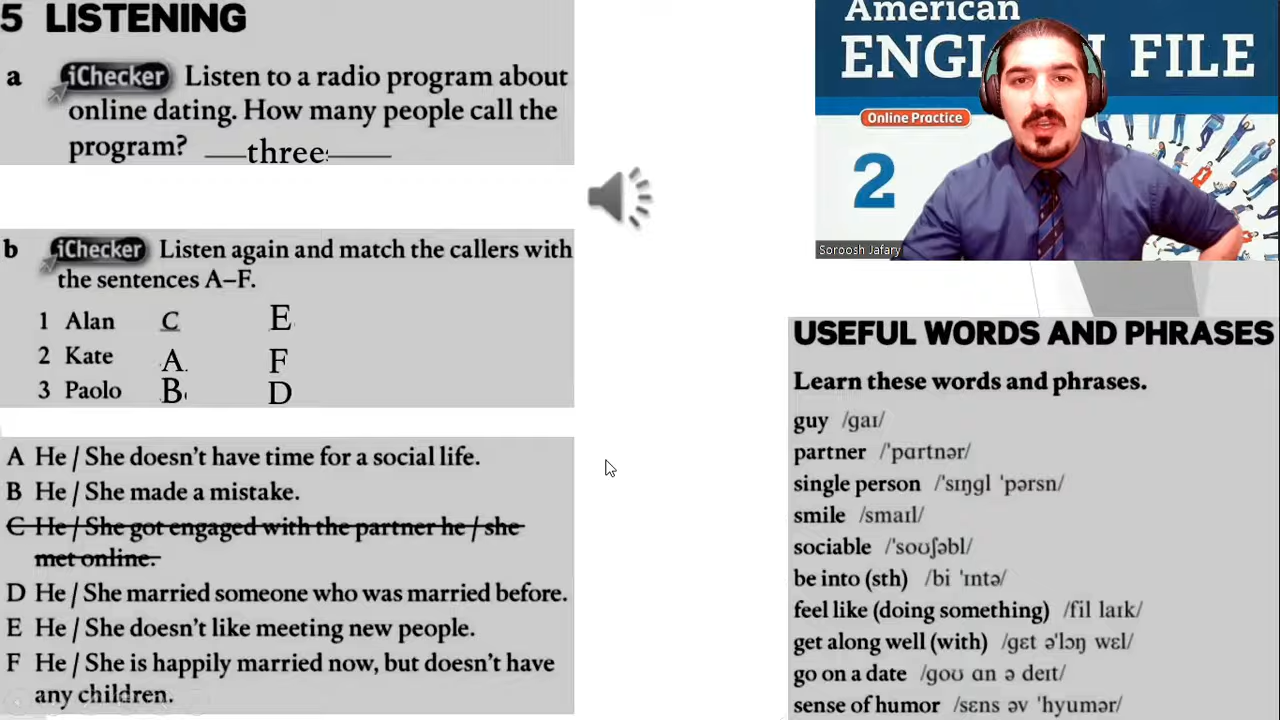 5 LISTENING
a iChecker Listen to a radio program about
online dating. How many people call the
program? three
b iChecker Listen again and match the callers with
the sentences A–F.
1 Alan C E
2 Kate A F
3 Paolo B D
A He / She doesn't have time for a social life.
B He / She made a mistake.
C He / She got engaged with the partner he / she
met online.
D He / She married someone who was married before.
E He / She doesn't like meeting new people.
F He / She is happily married now, but doesn't have
any children.
American
ENGL FILE
Online Practice
2
Soroosh Jafary
USEFUL WORDS AND PHRASES
Learn these words and phrases.
guy /ɡaɪ/
partner /ˈpɑrtnər/
single person /ˈsɪŋɡl ˈpərsn/
smile /smaɪl/
sociable /ˈsoʊʃəbl/
be into (sth) /bi ˈɪntə/
feel like (doing something) /fil laɪk/
get along well (with) /ɡɛt əˈlɔŋ wɛl/
go on a date /ɡoʊ ɑn ə deɪt/
sense of humor /sɛns əv ˈhyumər/